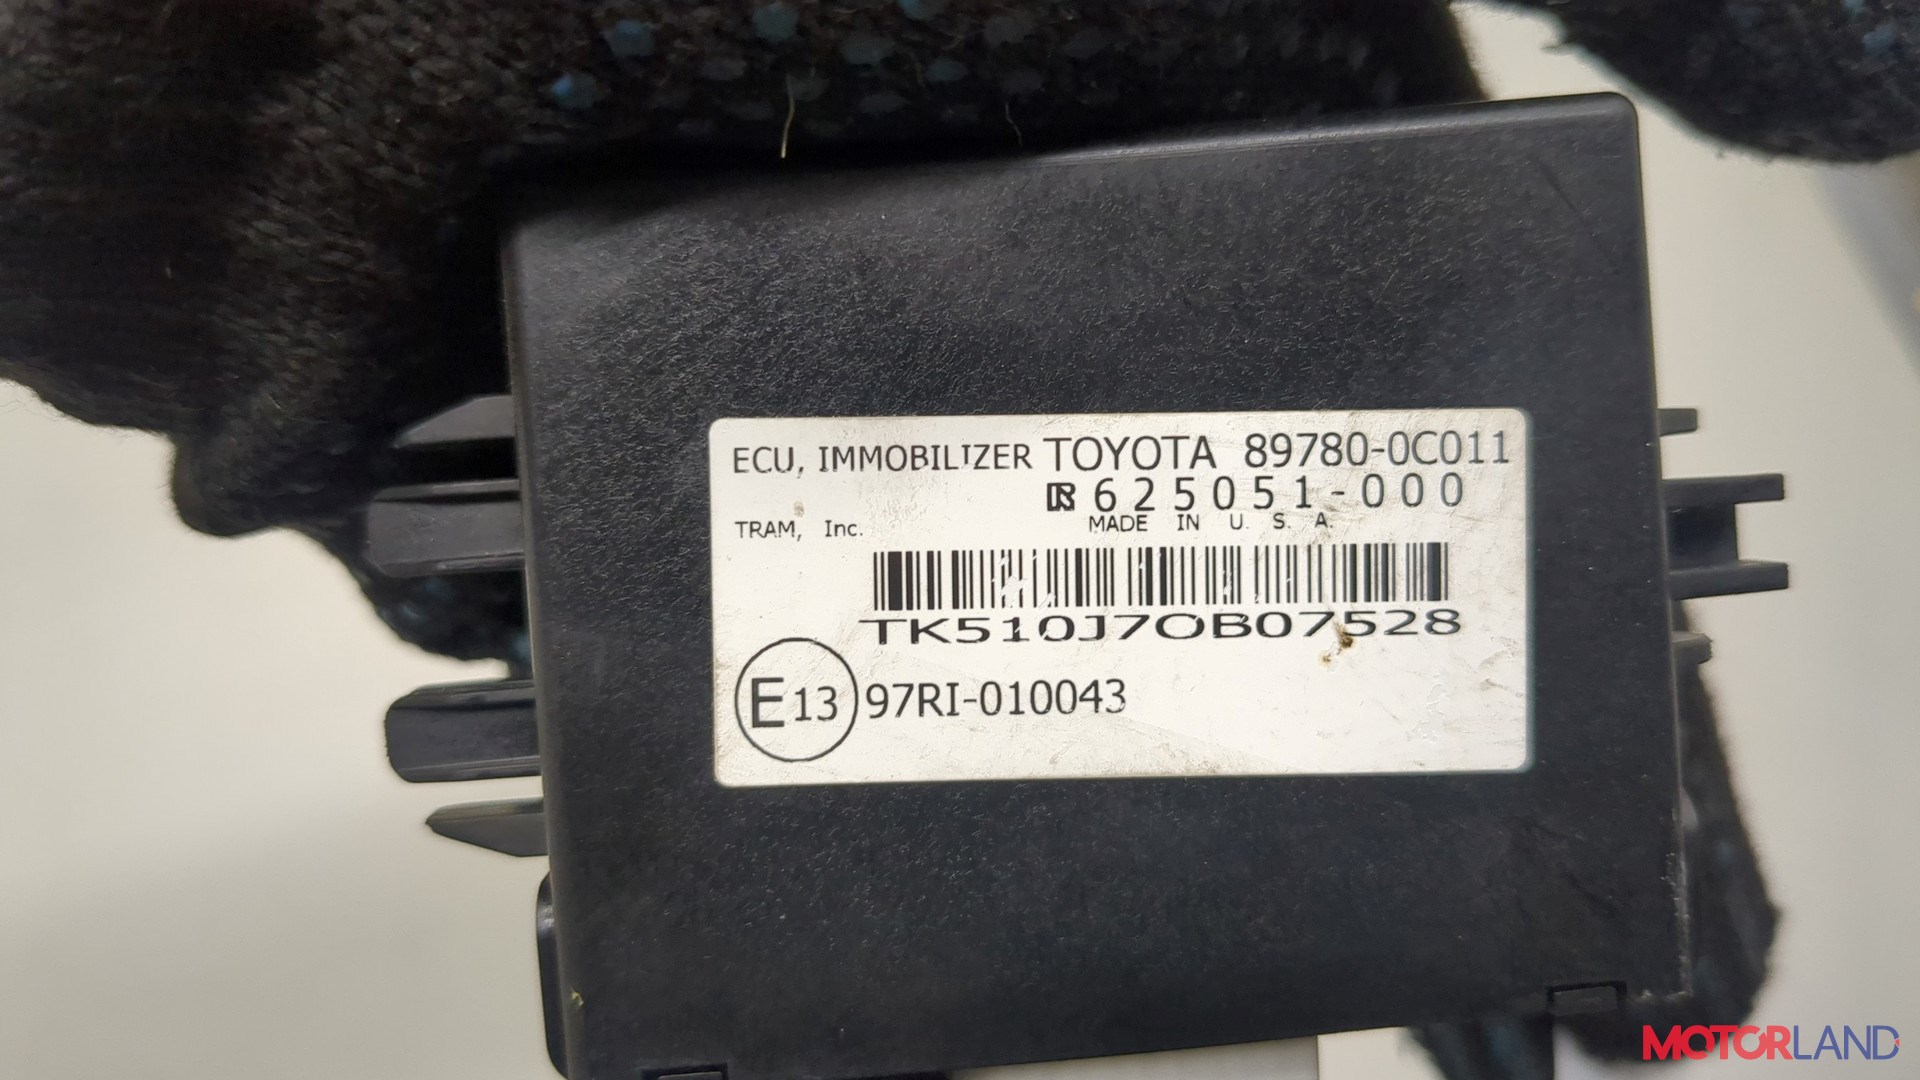 ECU, IMMOBILIZER TOYOTA 89780-0C011
625051-000
TRAM, Inc. MADE IN U. S. A.
TK510J7OB07528
E13 97RI-010043
MOTORLAND